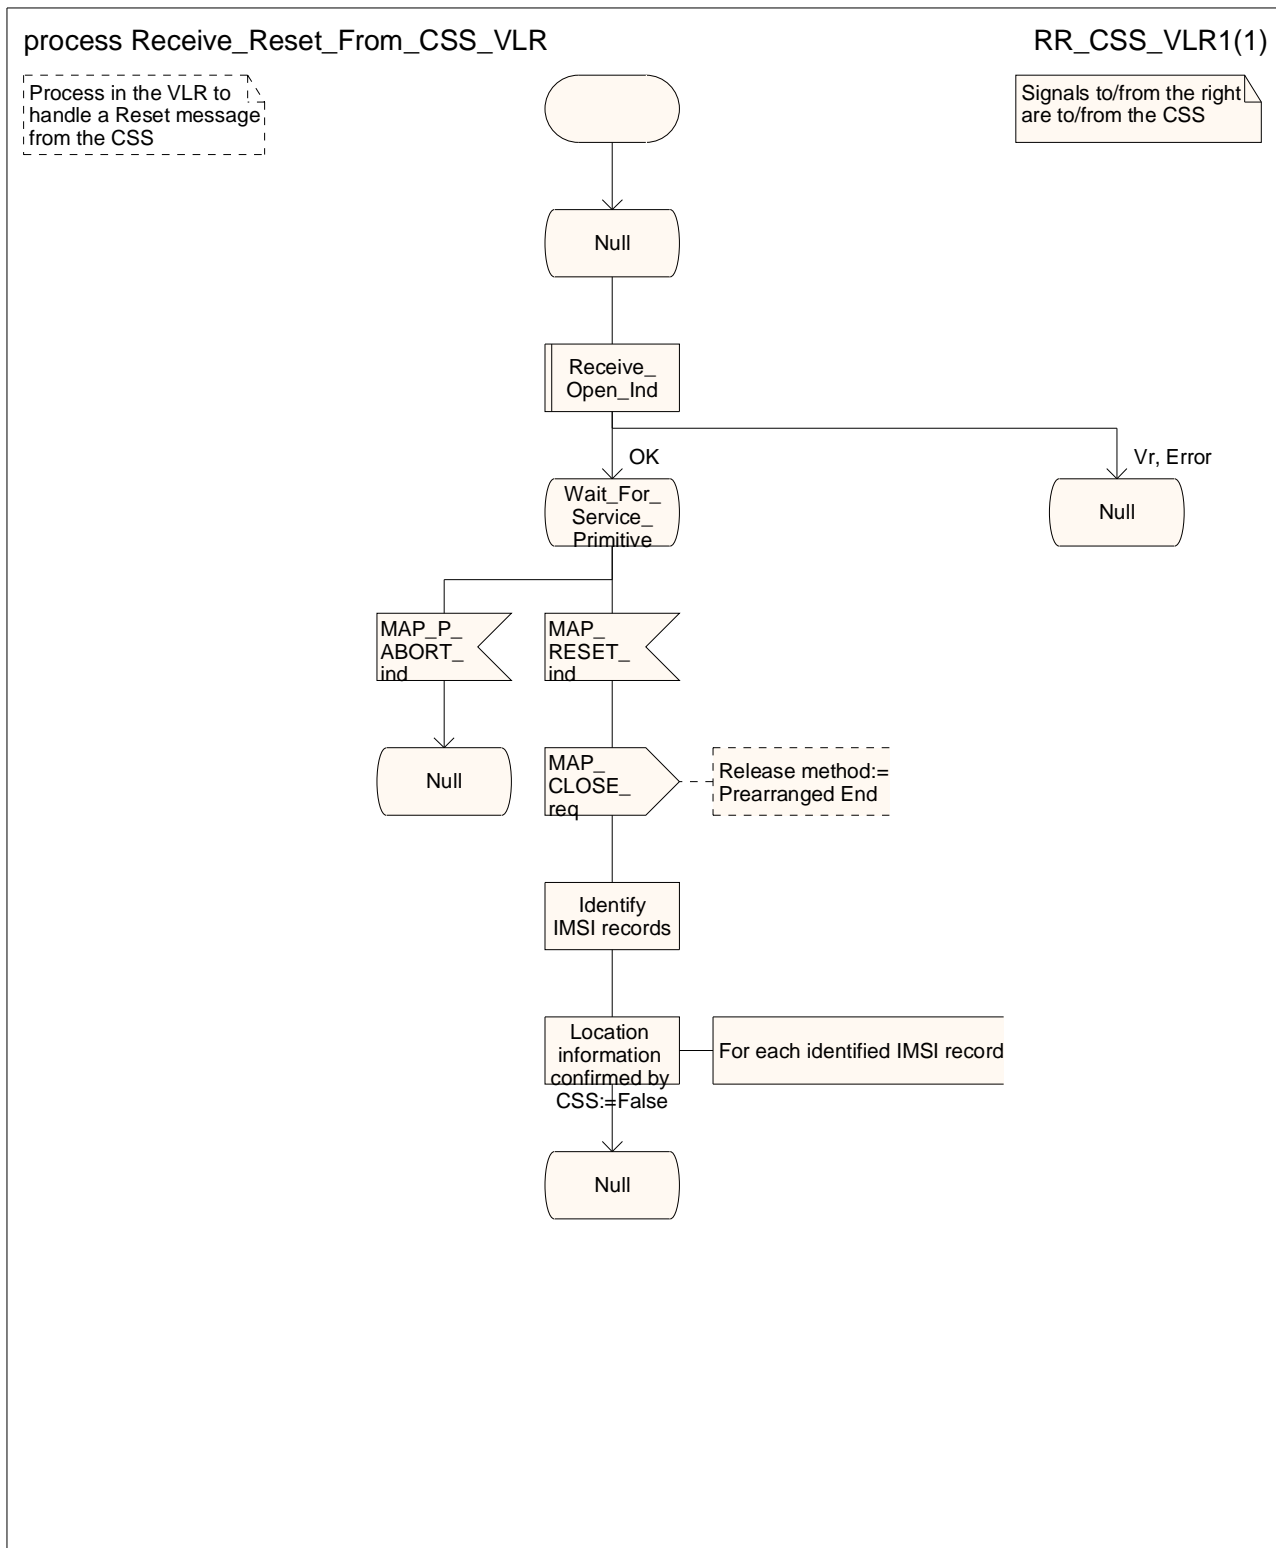 process Receive_Reset_From_CSS_VLR
RR_CSS_VLR1(1)
Process in the VLR to
handle a Reset message
from the CSS
Signals to/from the right
are to/from the CSS
Null
Receive_
Open_Ind
OK
Vr, Error
Wait_For_
Service_
Primitive
Null
MAP_P_
ABORT_
ind
MAP_
RESET_
ind
Null
MAP_
CLOSE_
req
Release method:=
Prearranged End
Identify
IMSI records
Location
information
confirmed by
CSS:=False
For each identified IMSI record
Null